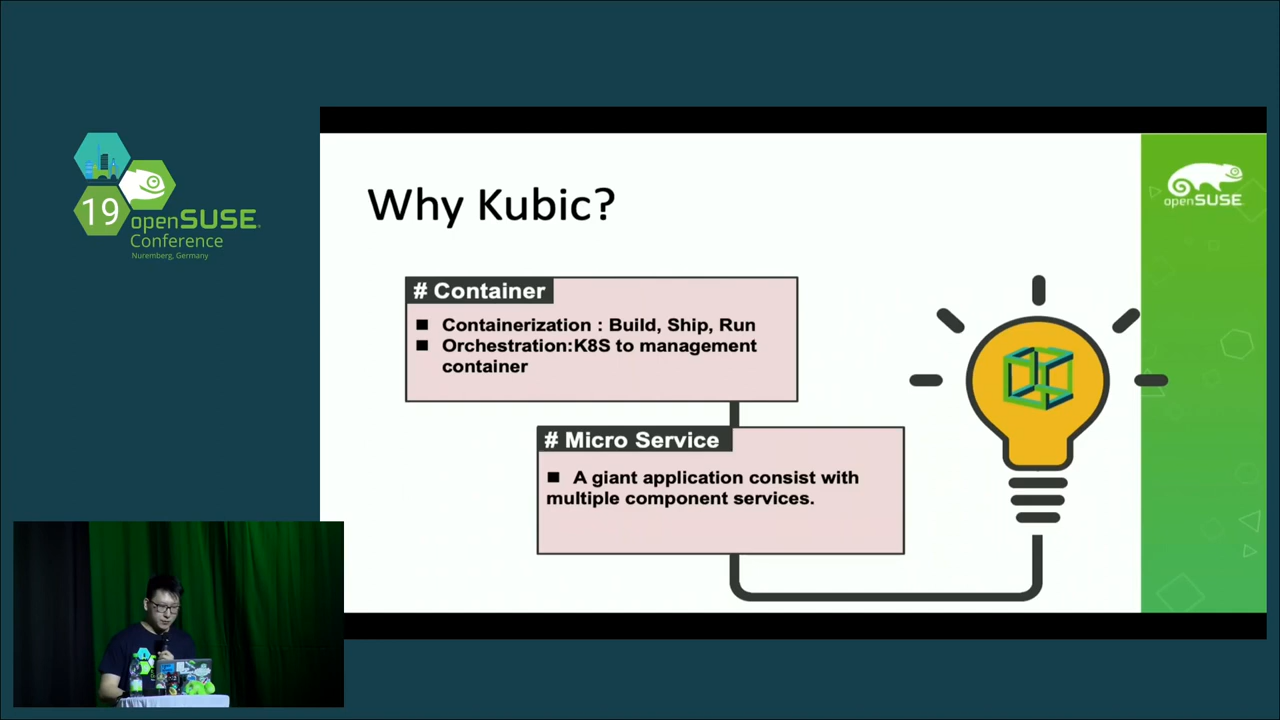 19
openSUSE
Conference
Nuremberg, Germany
Why Kubic?
openSUSE
# Container
■ Containerization : Build, Ship, Run
■ Orchestration:K8S to management
container
# Micro Service
■ A giant application consist with
multiple component services.